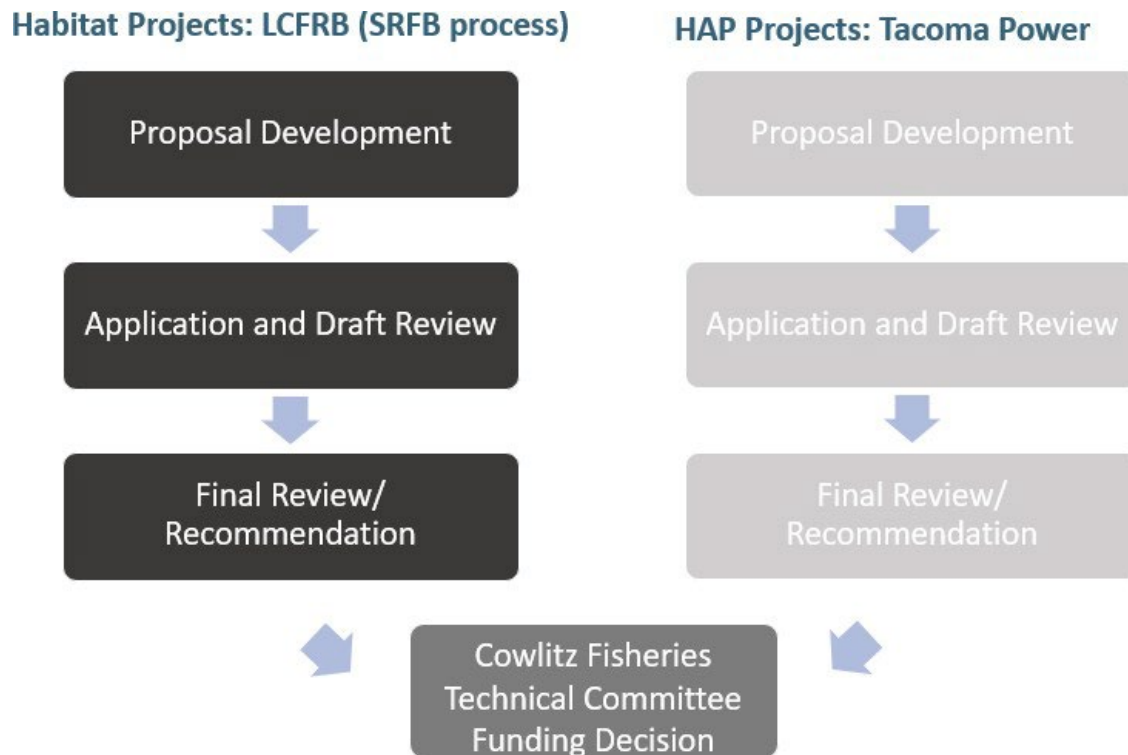 Habitat Projects: LCFRB (SRFB process)
Proposal Development
Application and Draft Review
Final Review/
Recommendation
HAP Projects: Tacoma Power
Proposal Development
Application and Draft Review
Final Review/
Recommendation
Cowlitz Fisheries
Technical Committee
Funding Decision